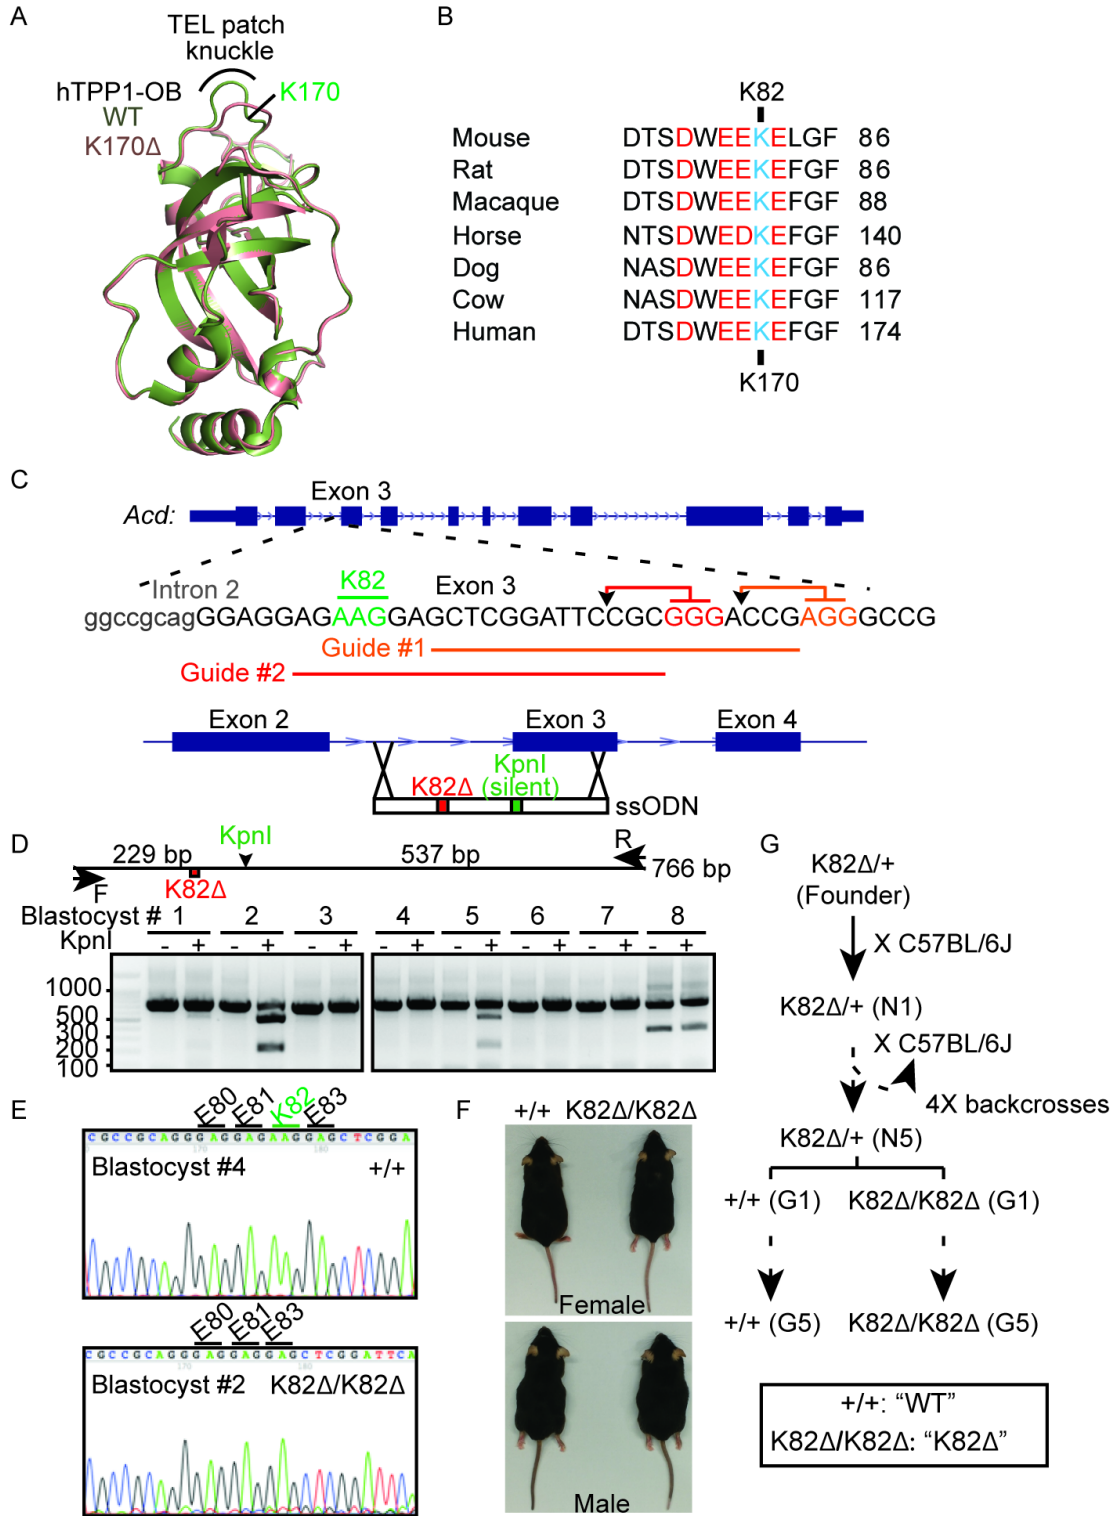 A
TEL patch
knuckle
hTPP1-OB
WT
K170Δ
K170
B
K82
Mouse DTSDWEEKELGF 86
Rat DTSDWEEKEFGF 86
Macaque DTSDWEEKEFGF 88
Horse NTSDWEDKEFGF 140
Dog NASDWEEKEFGF 86
Cow NASDWEEKEFGF 117
Human DTSDWEEKEFGF 174
K170
C
Exon 3
Acd:
Intron 2
K82
Exon 3
ggccgcagGGAGGAGAAGGAGCTCGGATTCCGCGGGACCGAGGGCCG
Guide #1
Guide #2
Exon 2
Exon 3
Exon 4
K82Δ
KpnI
(silent)
ssODN
D
KpnI
229 bp
537 bp
R
766 bp
F
K82Δ
Blastocyst # 1 2 3 4 5 6 7 8
KpnI - + - + - + - + - + - + - + - +
1000
500
300
200
100
E
E80 E81 K82 E83
CGCCGCAGGGAGGAGAAGGAGCTCGGA
170 180
Blastocyst #4 +/+
E80 E81 E83
CGCCGCAGGGAGGAGGAGCTCGGATTCA
170 180
Blastocyst #2 K82Δ/K82Δ
F
+/+ K82Δ/K82Δ
Female
Male
G
K82Δ/+
(Founder)
X C57BL/6J
K82Δ/+ (N1)
X C57BL/6J
4X backcrosses
K82Δ/+ (N5)
+/+ (G1) K82Δ/K82Δ (G1)
+/+ (G5) K82Δ/K82Δ (G5)
+/+: “WT”
K82Δ/K82Δ: “K82Δ”